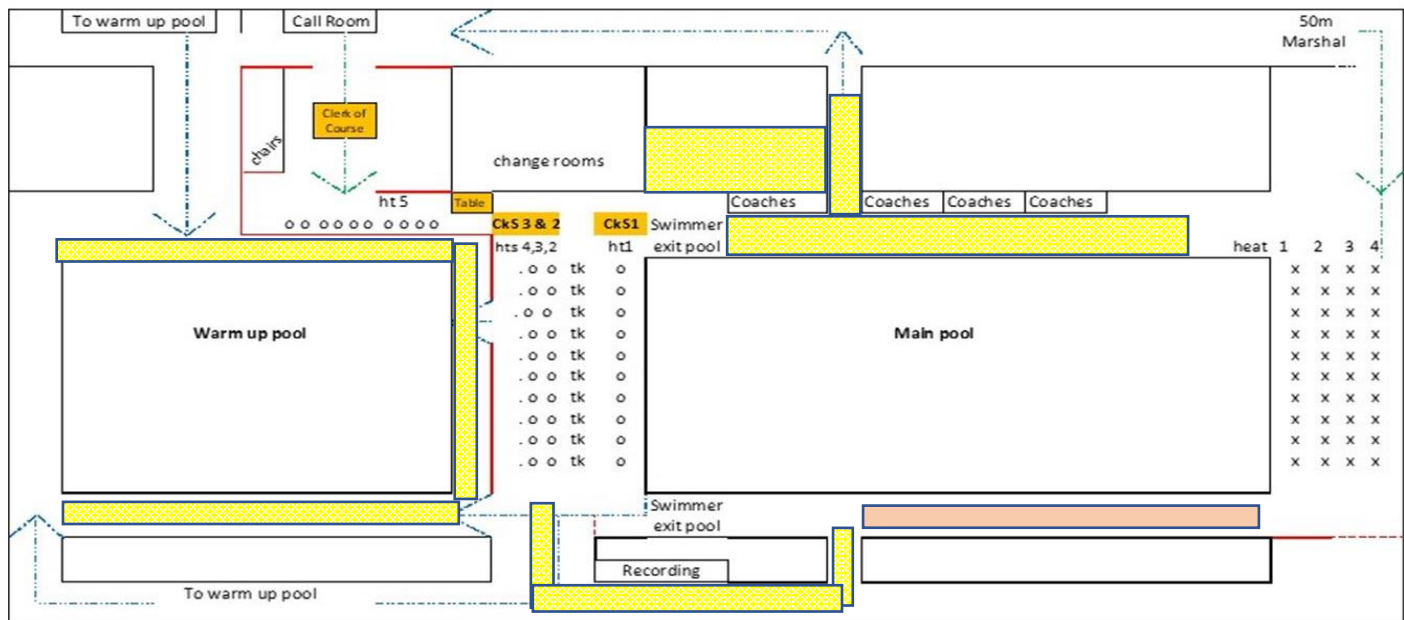 To warm up pool
Call Room
50m
Marshal
Clerk of
Course
chairs
change rooms
ht 5
Table
Coaches
Coaches
Coaches
Coaches
o o o o o o o o o o
CkS 3 & 2
CkS1
Swimmer
exit pool
hts 4,3,2
ht1
heat 1 2 3 4
. o o tk o
x x x x
. o o tk o
x x x x
. o o tk o
x x x x
. o o tk o
x x x x
. o o tk o
x x x x
. o o tk o
x x x x
. o o tk o
x x x x
. o o tk o
x x x x
. o o tk o
x x x x
. o o tk o
x x x x
Warm up pool
Main pool
Swimmer
exit pool
Recording
To warm up pool